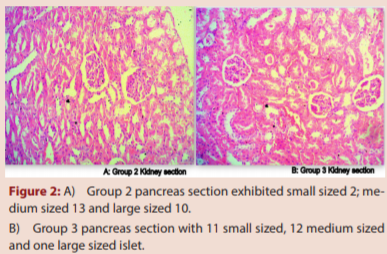 A: Group 2 Kidney section
B: Group 3 Kidney section
Figure 2: A) Group 2 pancreas section exhibited small sized 2; me-
dium sized 13 and large sized 10.
B) Group 3 pancreas section with 11 small sized, 12 medium sized
and one large sized islet.